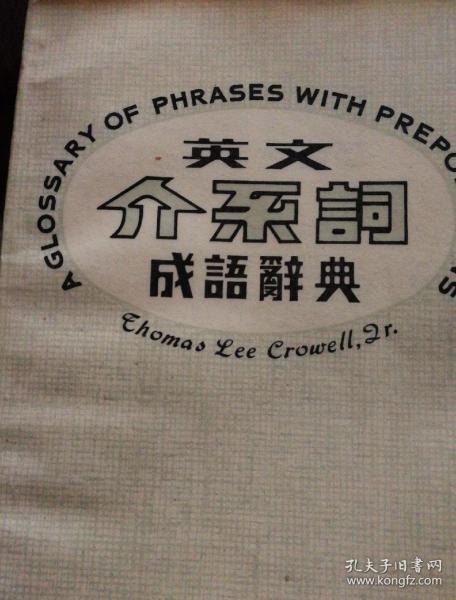 A GLOSSARY OF PHRASES WITH PREPO
S
英文
介系詞
成語辭典
Thomas Lee Crowell, Jr.
孔夫子旧书网
www.kongfz.com